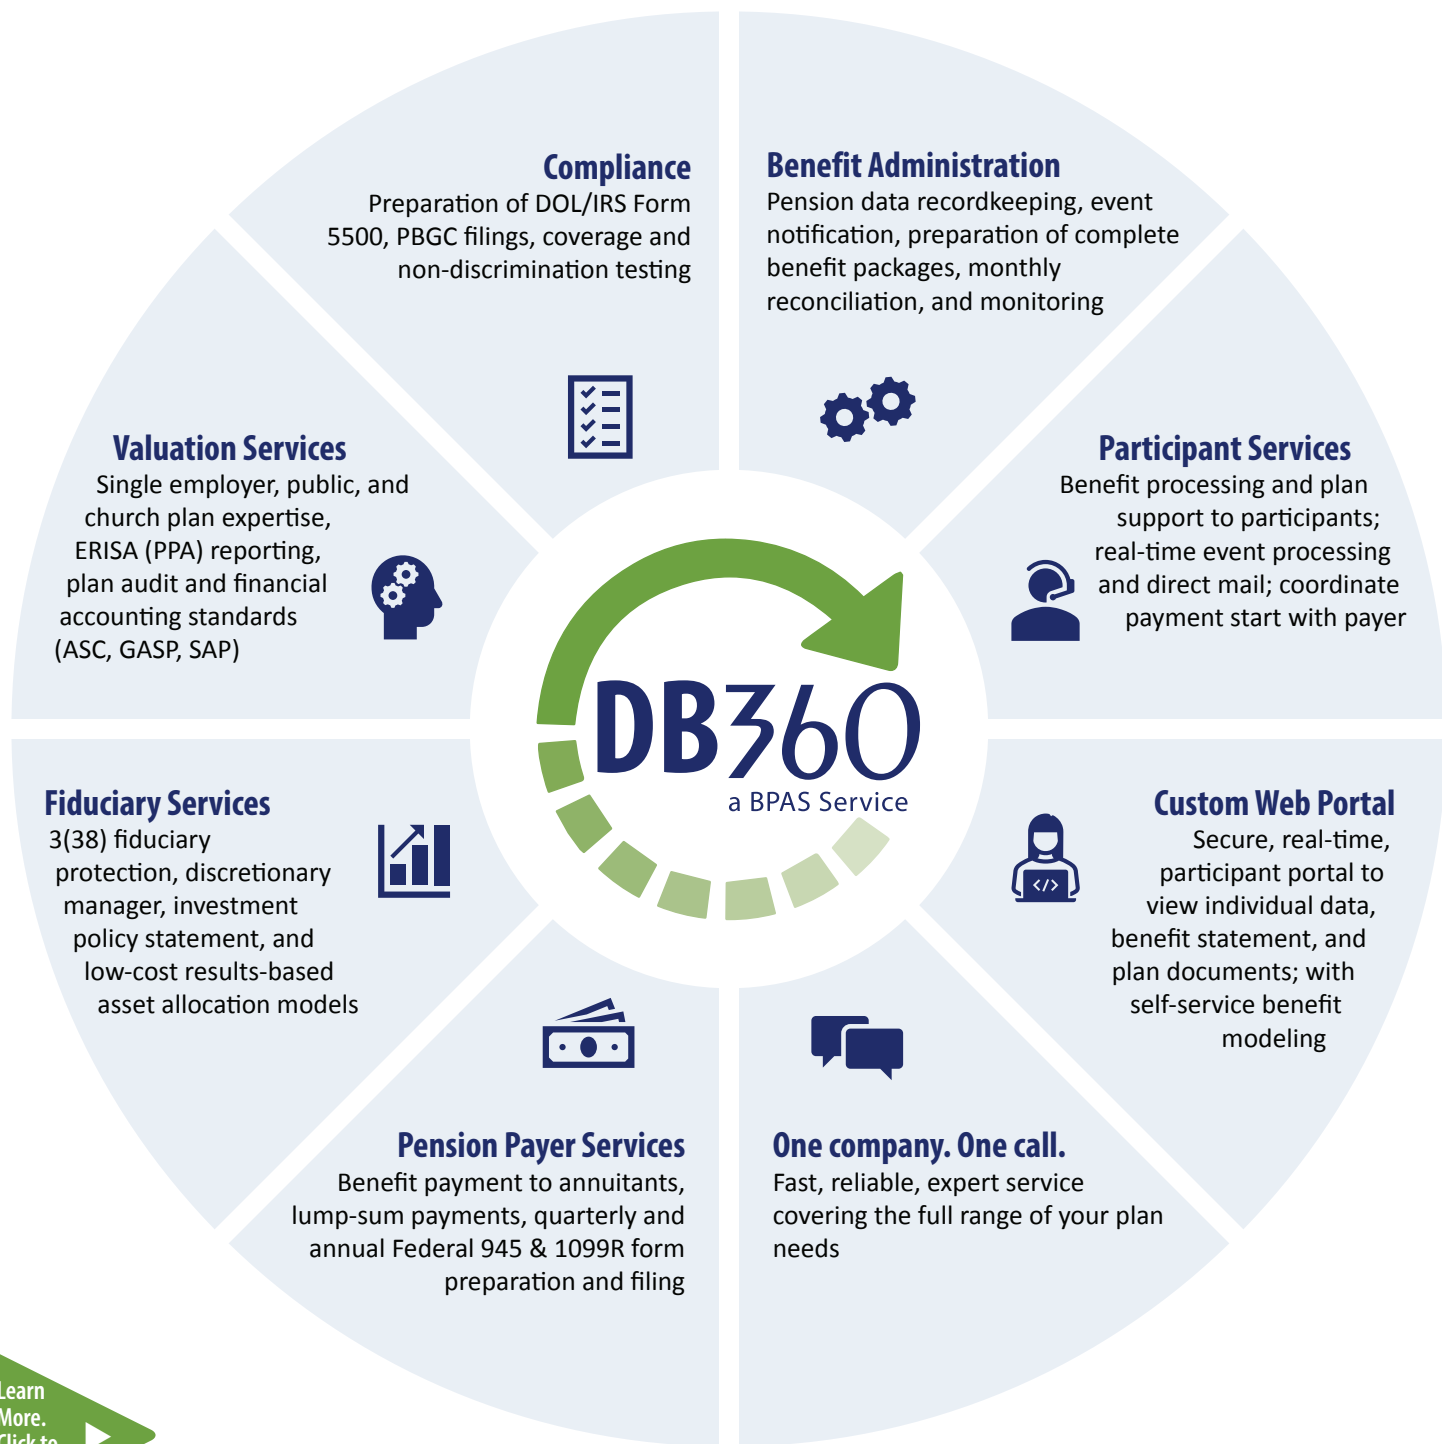 Compliance
Preparation of DOL/IRS Form
5500, PBGC filings, coverage and
non-discrimination testing
Benefit Administration
Pension data recordkeeping, event
notification, preparation of complete
benefit packages, monthly
reconciliation, and monitoring
Valuation Services
Single employer, public, and
church plan expertise,
ERISA (PPA) reporting,
plan audit and financial
accounting standards
(ASC, GASP, SAP)
Participant Services
Benefit processing and plan
support to participants;
real-time event processing
and direct mail; coordinate
payment start with payer
DB360
a BPAS Service
Fiduciary Services
3(38) fiduciary
protection, discretionary
manager, investment
policy statement, and
low-cost results-based
asset allocation models
Custom Web Portal
Secure, real-time,
participant portal to
view individual data,
benefit statement, and
plan documents; with
self-service benefit
modeling
</>
Pension Payer Services
Benefit payment to annuitants,
lump-sum payments, quarterly and
annual Federal 945 & 1099R form
preparation and filing
One company. One call.
Fast, reliable, expert service
covering the full range of your plan
needs
Learn
More.
Click to